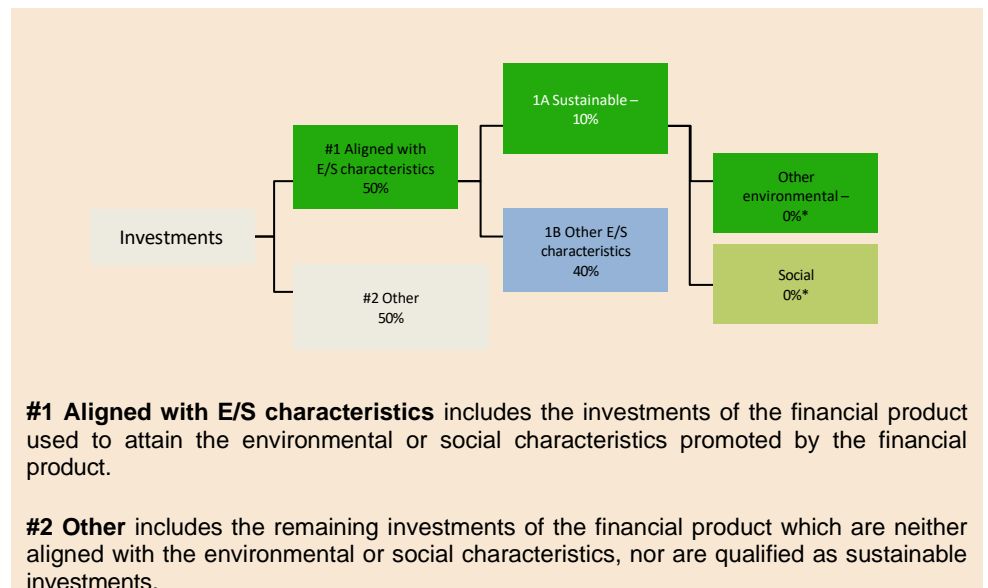 1A Sustainable –
10%
#1 Aligned with
E/S characteristics
50%
Other
environmental –
0%*
Investments
1B Other E/S
characteristics
40%
Social
0%*
#2 Other
50%
#1 Aligned with E/S characteristics includes the investments of the financial product
used to attain the environmental or social characteristics promoted by the financial
product.
#2 Other includes the remaining investments of the financial product which are neither
aligned with the environmental or social characteristics, nor are qualified as sustainable
investments.